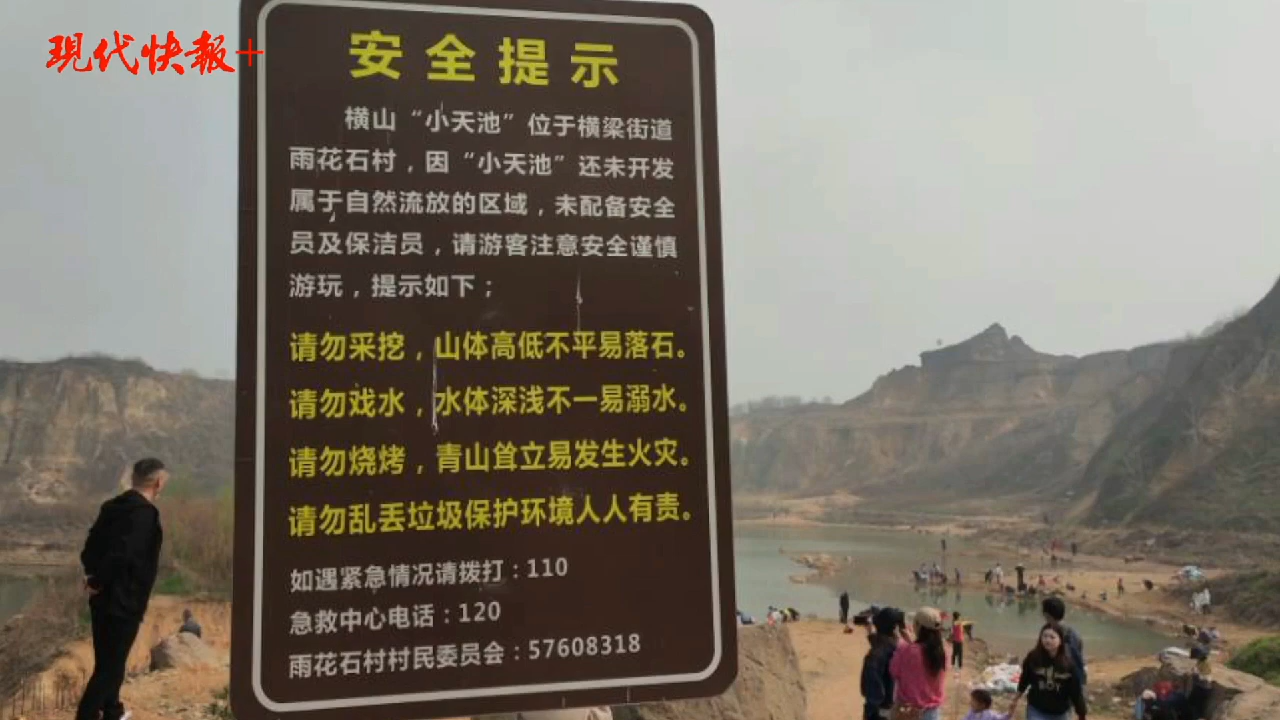 現代快報+
安全提示
横山“小天池”位于横梁街道
雨花石村，因“小天池”还未开发
属于自然流放的区域，未配备安全
员及保洁员，请游客注意安全谨慎
游玩，提示如下；
请勿采挖，山体高低不平易落石。
请勿戏水，水体深浅不一易溺水。
请勿烧烤，青山耸立易发生火灾。
请勿乱丢垃圾保护环境人人有责。
如遇紧急情况请拨打：110
急救中心电话：120
雨花石村村民委员会：57608318